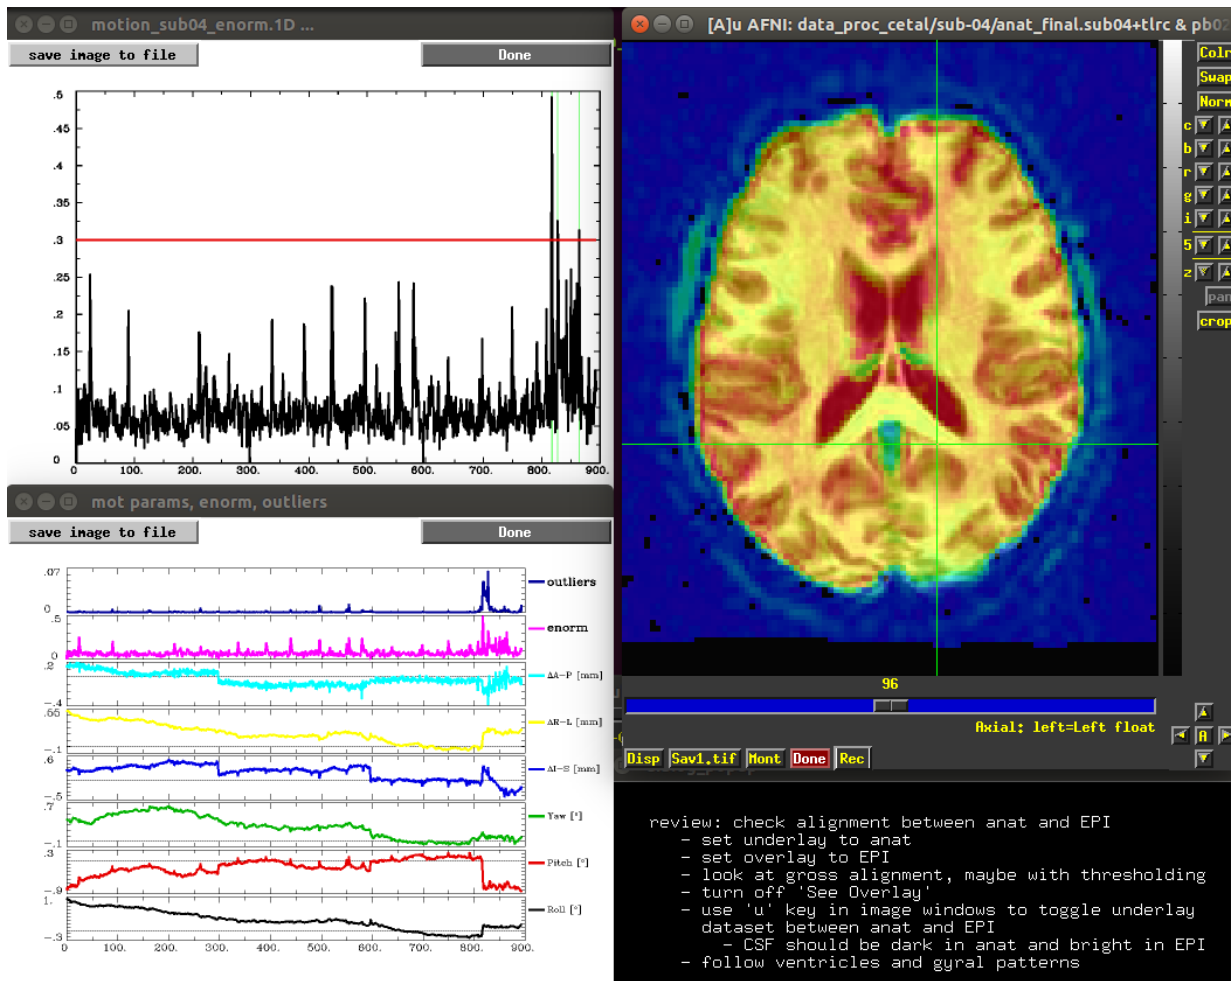 motion_sub04_enorm.1D ...
save image to file
Done
.5
.45
.4
.35
.3
.25
.2
.15
.1
.05
0
0
100.
200.
300.
400.
500.
600.
700.
800.
900.
mot params, enorm, outliers
save image to file
Done
.07
0
outliers
.5
0
enorm
.2
-.4
ΔA-P [mm]
.65
-.1
ΔR-L [mm]
.6
-.5
ΔI-S [mm]
.7
-.1
Yaw [°]
.3
-.9
Pitch [°]
1.
-.3
Roll [°]
0
100.
200.
300.
400.
500.
600.
700.
800.
900.
[A]u AFNI: data_proc_cetal/sub-04/anat_final.sub04+tlrc & pb02
Colr
Swap
Norm
c
b
r
g
i
5
z
pan
crop
96
Axial: left=Left float
A
Disp Sav1.tif Mont Done Rec
review: check alignment between anat and EPI
- set underlay to anat
- set overlay to EPI
- look at gross alignment, maybe with thresholding
- turn off 'See Overlay'
- use 'u' key in image windows to toggle underlay
dataset between anat and EPI
- CSF should be dark in anat and bright in EPI
- follow ventricles and gyral patterns